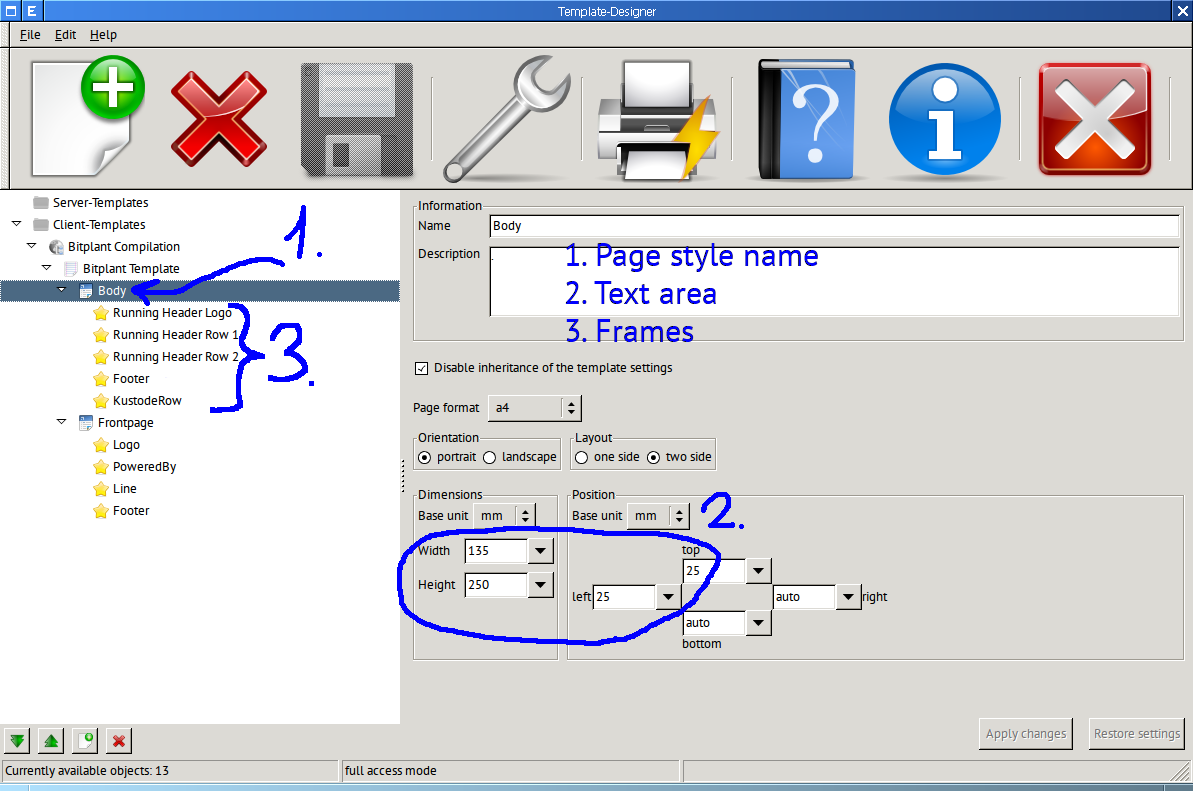 E
Template-Designer
File Edit Help
Server-Templates
Client-Templates
Bitplant Compilation
Bitplant Template
Body
Running Header Logo
Running Header Row 1
Running Header Row 2
Footer
KustodeRow
Frontpage
Logo
PoweredBy
Line
Footer
1.
3.
Information
Name Body
Description .
1. Page style name
2. Text area
3. Frames
Disable inheritance of the template settings
Page format a4
Orientation
portrait landscape
Layout
one side two side
Dimensions
Base unit mm
Width 135
Height 250
Position
Base unit mm
2.
top
25
left 25
auto right
auto
bottom
Apply changes Restore settings
Currently available objects: 13 full access mode